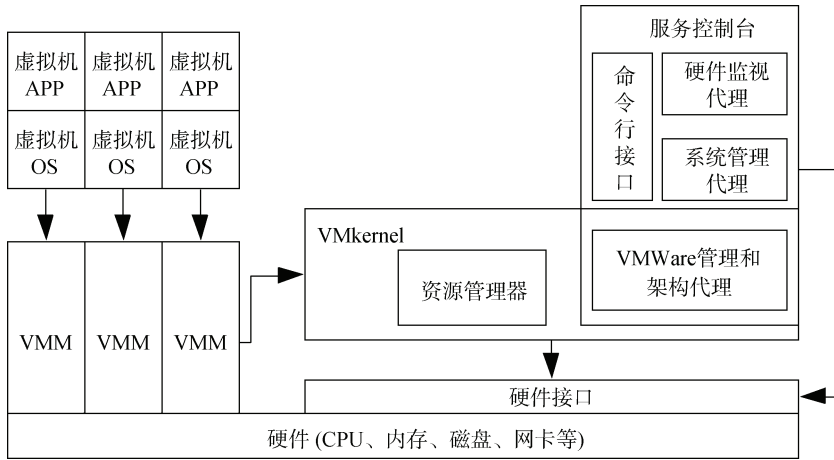 虚拟机
APP
虚拟机
APP
虚拟机
APP
虚拟机
OS
虚拟机
OS
虚拟机
OS
VMM
VMM
VMM
服务控制台
命
令
行
接
口
硬件监视
代理
系统管理
代理
VMkernel
资源管理器
VMWare管理和
架构代理
硬件接口
硬件 (CPU、内存、磁盘、网卡等)